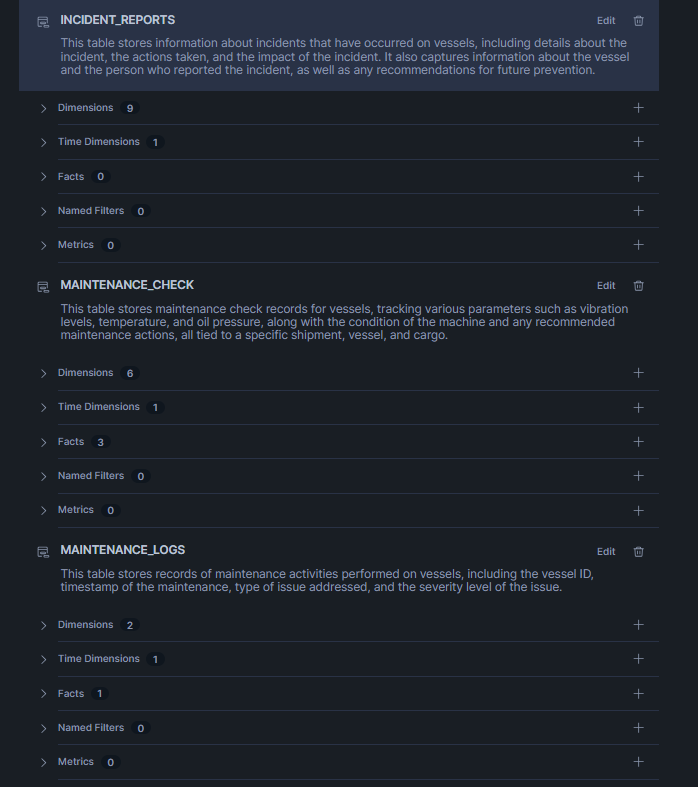 INCIDENT_REPORTS Edit
This table stores information about incidents that have occurred on vessels, including details about the
incident, the actions taken, and the impact of the incident. It also captures information about the vessel
and the person who reported the incident, as well as any recommendations for future prevention.
Dimensions 9
Time Dimensions 1
Facts 0
Named Filters 0
Metrics 0
MAINTENANCE_CHECK Edit
This table stores maintenance check records for vessels, tracking various parameters such as vibration
levels, temperature, and oil pressure, along with the condition of the machine and any recommended
maintenance actions, all tied to a specific shipment, vessel, and cargo.
Dimensions 6
Time Dimensions 1
Facts 3
Named Filters 0
Metrics 0
MAINTENANCE_LOGS Edit
This table stores records of maintenance activities performed on vessels, including the vessel ID,
timestamp of the maintenance, type of issue addressed, and the severity level of the issue.
Dimensions 2
Time Dimensions 1
Facts 1
Named Filters 0
Metrics 0